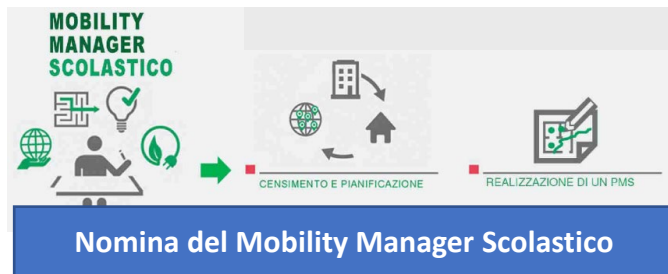 MOBILITY
MANAGER
SCOLASTICO
CENSIMENTO E PIANIFICAZIONE
REALIZZAZIONE DI UN PMS
Nomina del Mobility Manager Scolastico